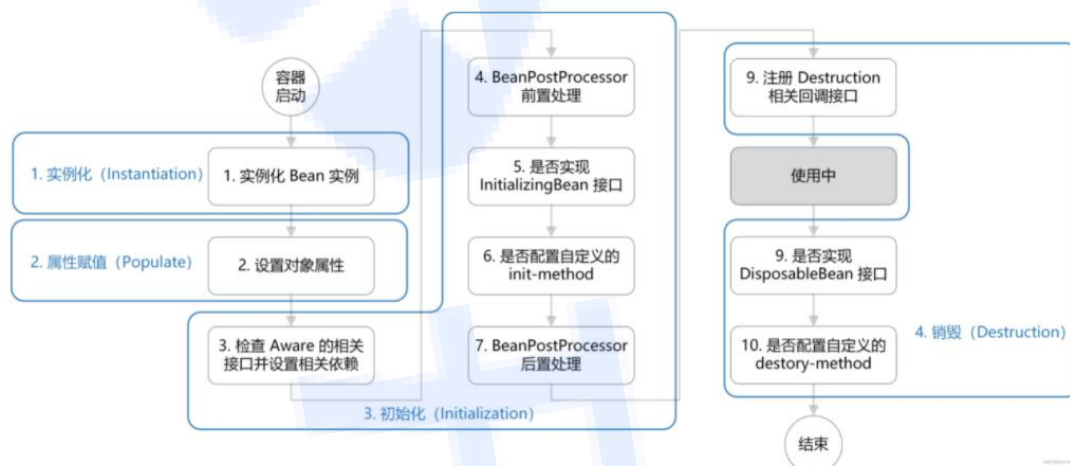 容器
启动
1. 实例化（Instantiation）
1. 实例化 Bean 实例
2. 属性赋值（Populate）
2. 设置对象属性
3. 检查 Aware 的相关
接口并设置相关依赖
3. 初始化（Initialization）
4. BeanPostProcessor
前置处理
5. 是否实现
InitializingBean 接口
6. 是否配置自定义的
init-method
7. BeanPostProcessor
后置处理
9. 注册 Destruction
相关回调接口
使用中
9. 是否实现
DisposableBean 接口
10. 是否配置自定义的
destory-method
4. 销毁（Destruction）
结束